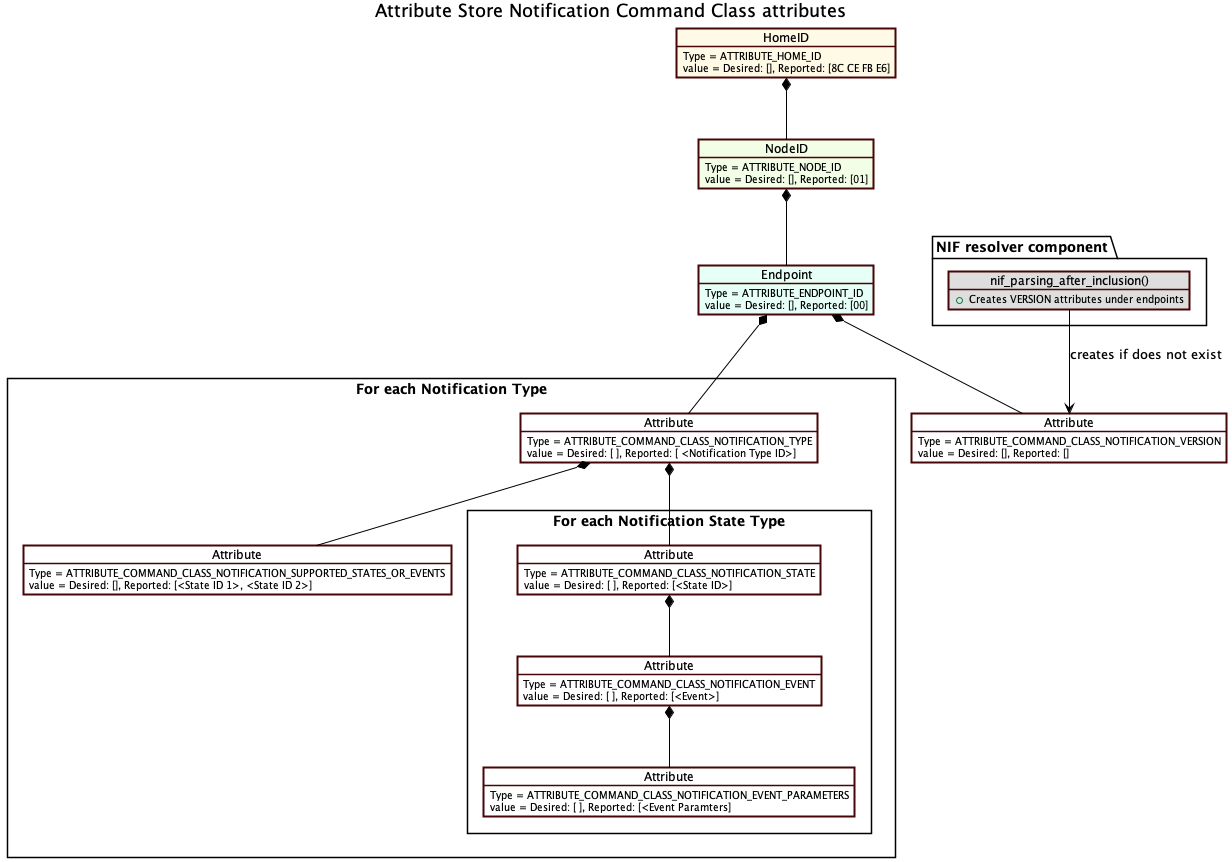 Attribute Store Notification Command Class attributes
HomeID
Type = ATTRIBUTE_HOME_ID
value = Desired: [], Reported: [8C CE FB E6]
NodeID
Type = ATTRIBUTE_NODE_ID
value = Desired: [], Reported: [01]
NIF resolver component
nif_parsing_after_inclusion()
Creates VERSION attributes under endpoints
Endpoint
Type = ATTRIBUTE_ENDPOINT_ID
value = Desired: [], Reported: [00]
creates if does not exist
For each Notification Type
Attribute
Type = ATTRIBUTE_COMMAND_CLASS_NOTIFICATION_TYPE
value = Desired: [ ], Reported: [ <Notification Type ID>]
Attribute
Type = ATTRIBUTE_COMMAND_CLASS_NOTIFICATION_VERSION
value = Desired: [], Reported: []
For each Notification State Type
Attribute
Type = ATTRIBUTE_COMMAND_CLASS_NOTIFICATION_SUPPORTED_STATES_OR_EVENTS
value = Desired: [], Reported: [<State ID 1>, <State ID 2>]
Attribute
Type = ATTRIBUTE_COMMAND_CLASS_NOTIFICATION_STATE
value = Desired: [ ], Reported: [<State ID>]
Attribute
Type = ATTRIBUTE_COMMAND_CLASS_NOTIFICATION_EVENT
value = Desired: [ ], Reported: [<Event>]
Attribute
Type = ATTRIBUTE_COMMAND_CLASS_NOTIFICATION_EVENT_PARAMETERS
value = Desired: [ ], Reported: [<Event Paramters]